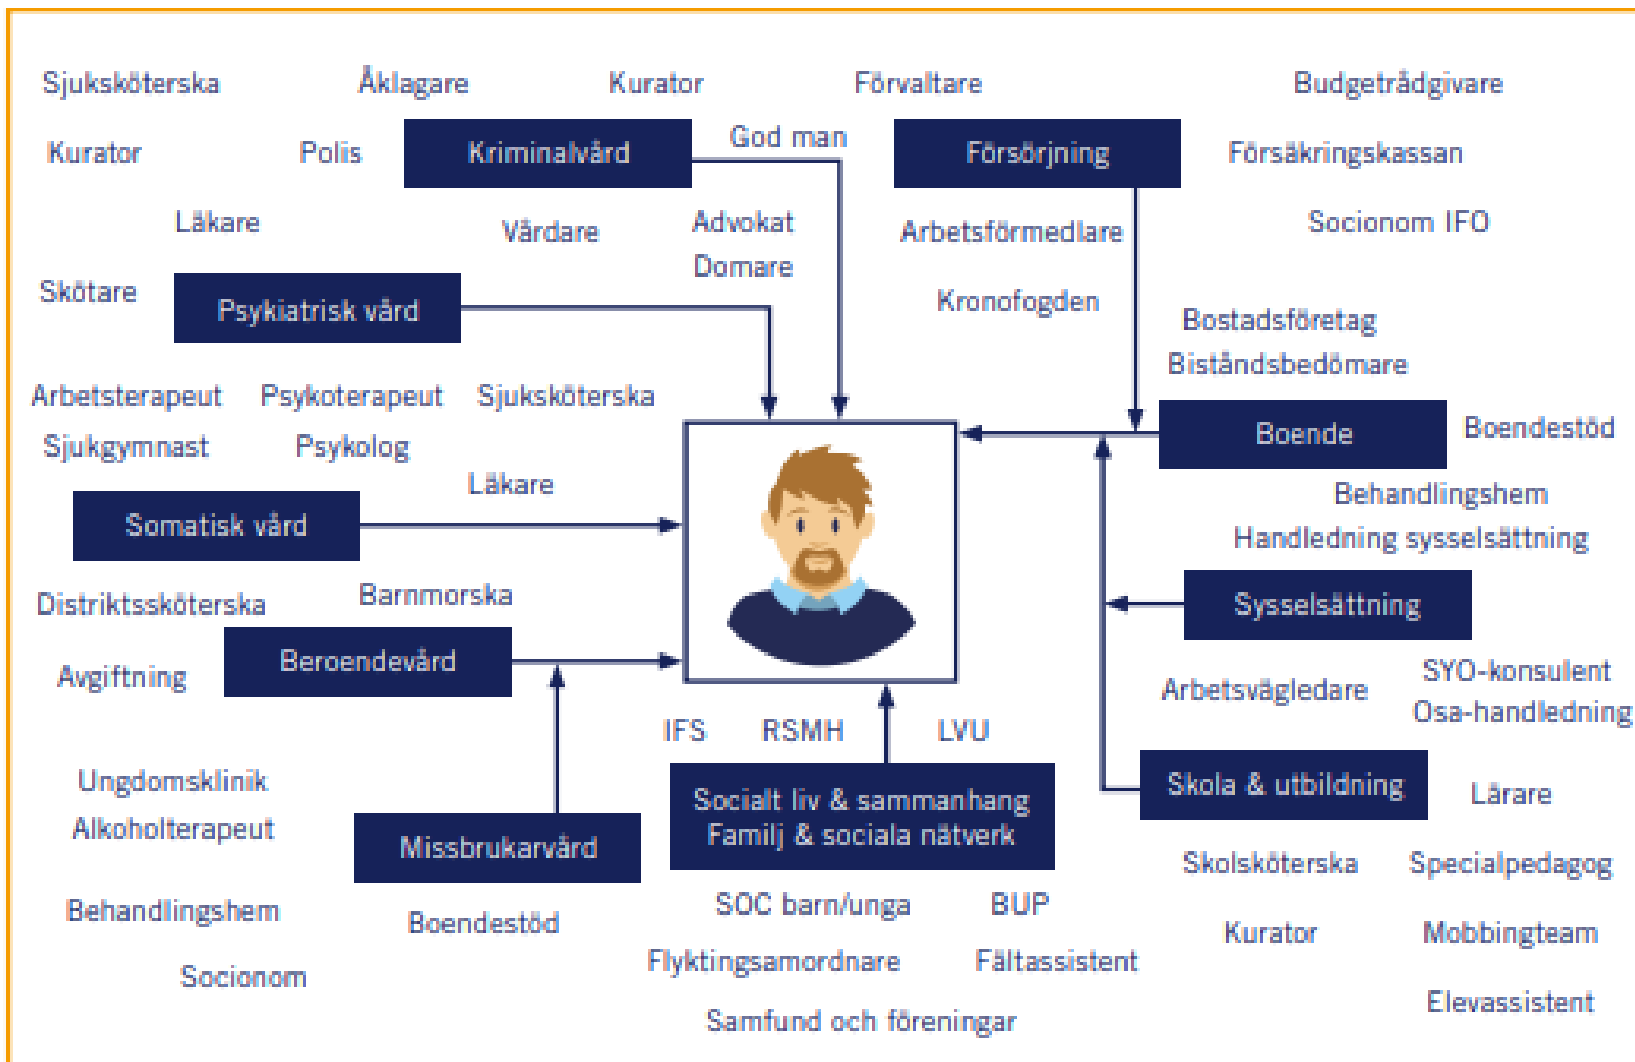 Sjuksköterska
Åklagare
Kurator
Förvaltare
Budgetrådgivare
Kurator
Polis
Kriminalvård
God man
Försörjning
Försäkringskassan
Läkare
Vårdare
Advokat
Domare
Arbetsförmedlare
Socionom IFO
Skötare
Psykiatrisk vård
Kronofogden
Bostadsföretag
Biståndsbedömare
Arbetsterapeut
Psykoterapeut
Sjuksköterska
Sjukgymnast
Psykolog
Boende
Boendestöd
Läkare
Behandlingshem
Somatisk vård
Handledning sysselsättning
Distriktssköterska
Barnmorska
Sysselsättning
Beroendevård
Avgiftning
Arbetsvägledare
SYO-konsulent
Osa-handledning
IFS
RSMH
LVU
Ungdomsklinik
Alkoholterapeut
Socialt liv & sammanhang
Familj & sociala nätverk
Skola & utbildning
Lärare
Missbrukarvård
Skolsköterska
Specialpedagog
Behandlingshem
Boendestöd
SOC barn/unga
BUP
Kurator
Mobbingteam
Socionom
Flyktingsamordnare
Fältassistent
Elevassistent
Samfund och föreningar